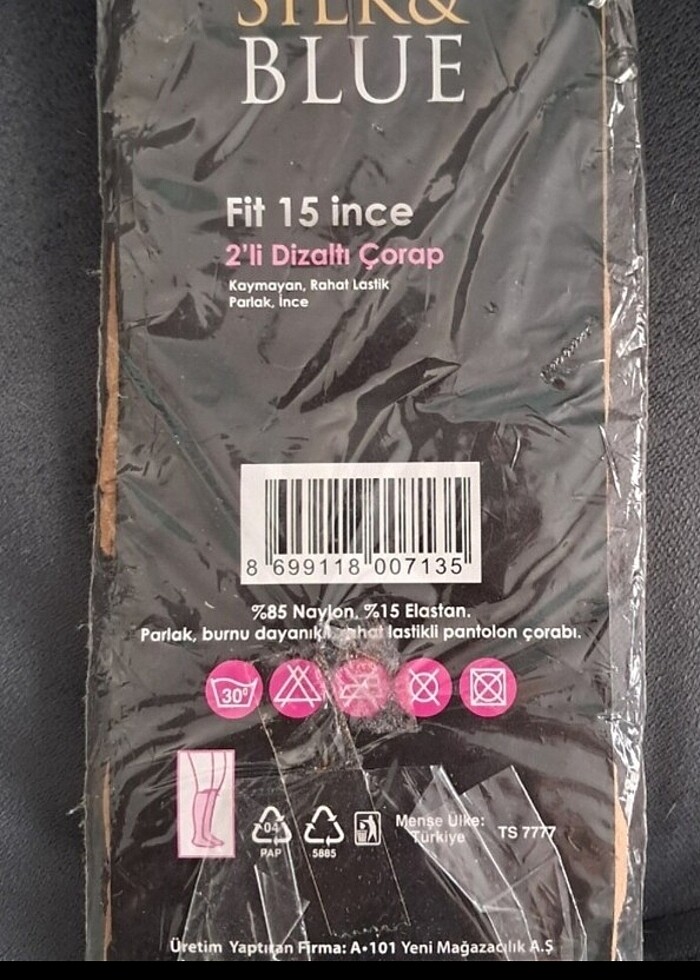 SILK&
BLUE
Fit 15 ince
2'li Dizaltı Çorap
Kaymayan, Rahat Lastik
Parlak, İnce
8 699118 007135
%85 Naylon, %15 Elastan.
Parlak, burnu dayanıklı, rahat lastikli pantolon çorabı.
30°
04
PAP
5885
Menşe Ülke:
Türkiye
TS 7777
Üretim Yaptıran Firma: A•101 Yeni Mağazacılık A.Ş